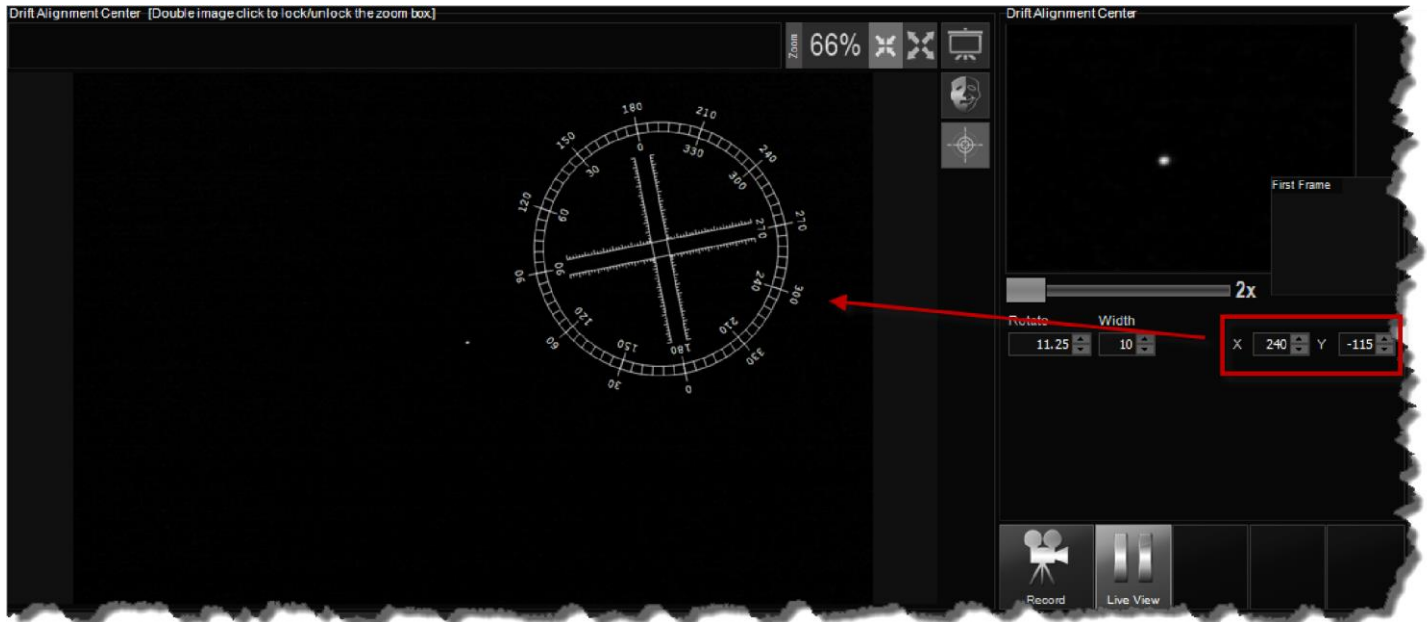 Drift Alignment Center [Double image click to lock/unlock the zoom box]
Zoom 66%
180 210 240 270 300 330 0 30 60 90 120 150
0 330 300 270 240 210 180 150 120 90 60 30
Drift Alignment Center
First Frame
2x
Rotate Width
11.25 10 X 240 Y -115
Record Live View